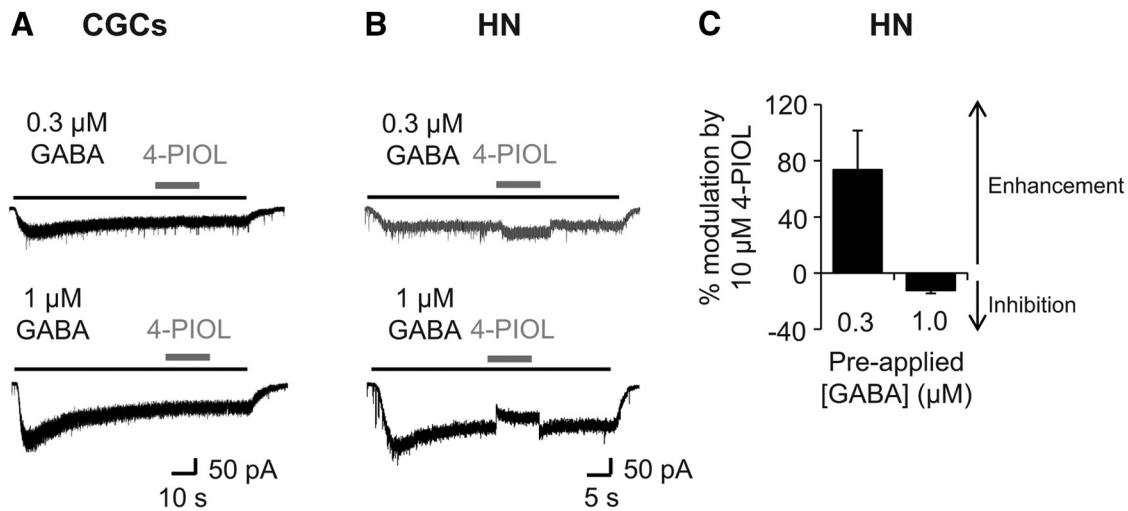 A CGCs
0.3 µM
GABA 4-PIOL
1 µM
GABA 4-PIOL
50 pA
10 s
B HN
0.3 µM
GABA 4-PIOL
1 µM
GABA 4-PIOL
50 pA
5 s
C HN
% modulation by
10 µM 4-PIOL
120
80
40
0
-40
Enhancement
Inhibition
0.3 1.0
Pre-applied
[GABA] (µM)